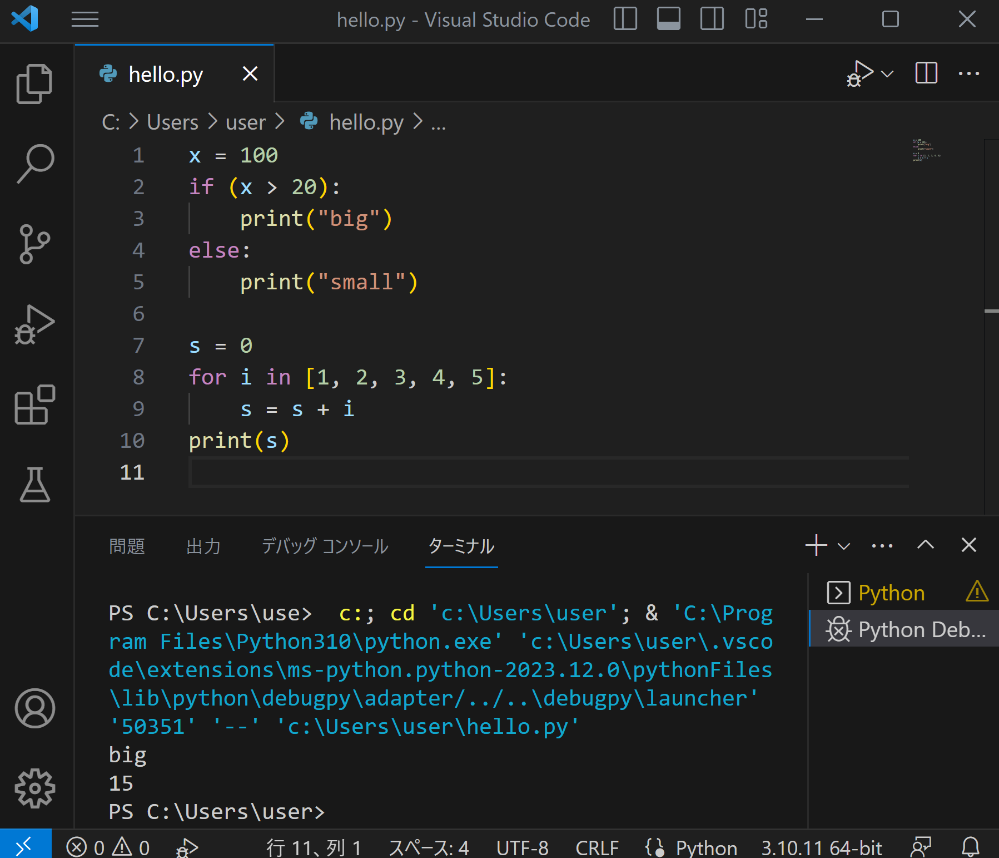 hello.py - Visual Studio Code
hello.py
C: > Users > user > hello.py > ...
1 x = 100
2 if (x > 20):
3     print("big")
4 else:
5     print("small")
6
7 s = 0
8 for i in [1, 2, 3, 4, 5]:
9     s = s + i
10 print(s)
11
問題 出力 デバッグ コンソール ターミナル
Python
Python Deb...
PS C:\Users\use>  c:; cd 'c:\Users\user'; & 'C:\Prog
ram Files\Python310\python.exe' 'c:\Users\user\.vsco
de\extensions\ms-python.python-2023.12.0\pythonFiles
\lib\python\debugpy\adapter/../..\debugpy\launcher'
'50351' '--' 'c:\Users\user\hello.py'
big
15
PS C:\Users\user>
0 0 行 11、列 1 スペース: 4 UTF-8 CRLF Python 3.10.11 64-bit